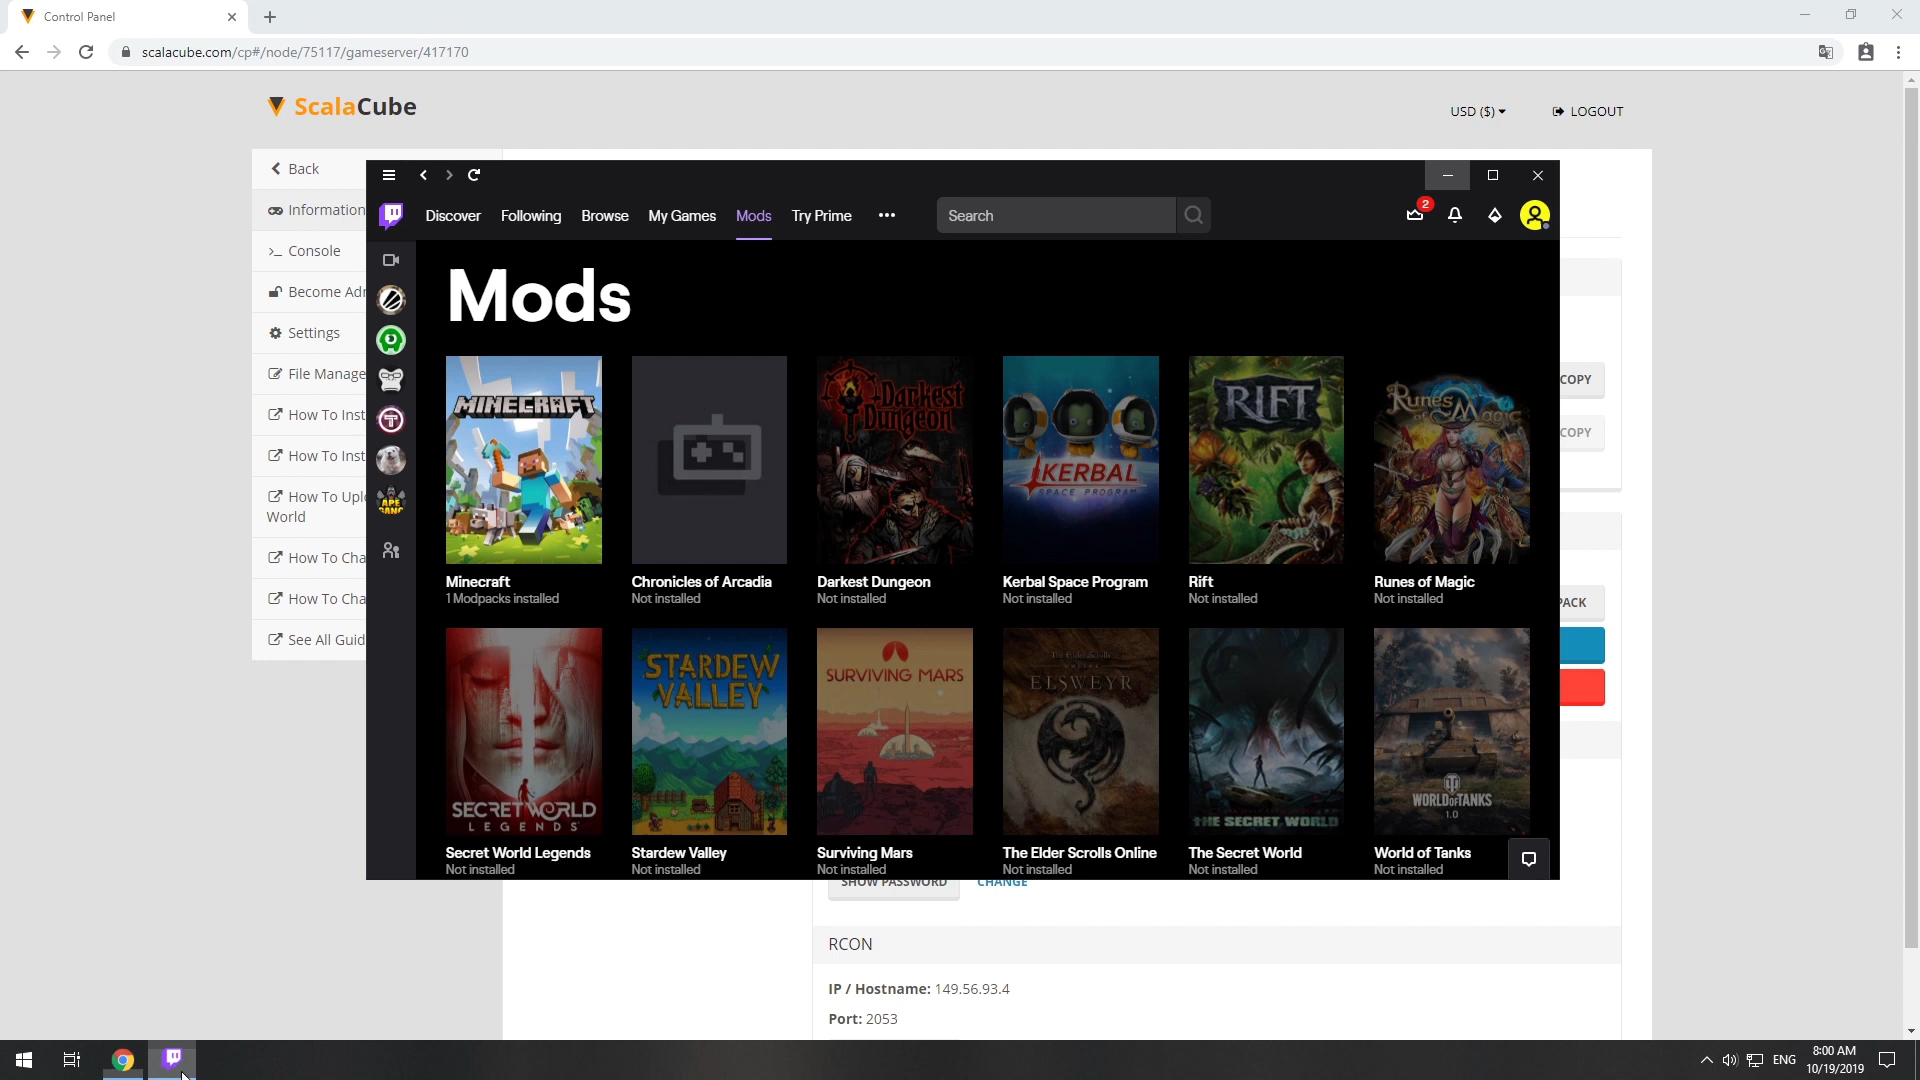 Control Panel
scalacube.com/cp#/node/75117/gameserver/417170
ScalaCube
USD ($)
LOGOUT
Back
Information
Console
Become Adm
Settings
File Manage
How To Inst
How To Inst
How To Uplo
World
How To Cha
How To Cha
See All Guid
Discover
Following
Browse
My Games
Mods
Try Prime
Search
2
Mods
MINECRAFT
Darkest Dungeon
KERBAL
SPACE PROGRAM
RIFT
Runes of Magic
Minecraft
1 Modpacks installed
Chronicles of Arcadia
Not installed
Darkest Dungeon
Not installed
Kerbal Space Program
Not installed
Rift
Not installed
Runes of Magic
Not installed
SECRET WORLD
LEGENDS
STARDEW
VALLEY
SURVIVING MARS
The Elder Scrolls
ELSWEYR
THE SECRET WORLD
WORLD OF TANKS
1.0
Secret World Legends
Not installed
Stardew Valley
Not installed
Surviving Mars
Not installed
The Elder Scrolls Online
Not installed
The Secret World
Not installed
World of Tanks
Not installed
APE
GANG
COPY
COPY
PACK
SHOW PASSWORD
CHANGE
RCON
IP / Hostname: 149.56.93.4
Port: 2053
ENG
8:00 AM
10/19/2019